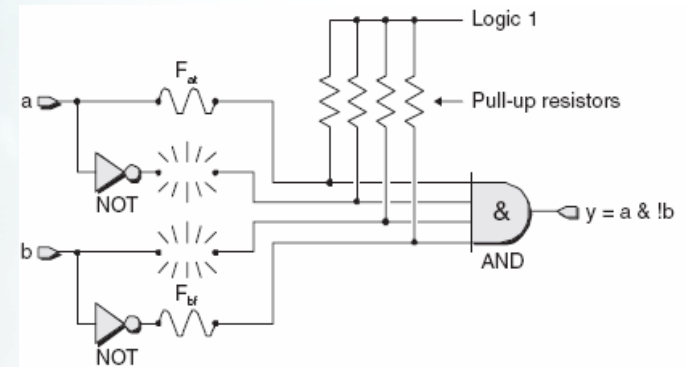 Logic 1
Fat
a
Pull-up resistors
NOT
&
y = a & !b
b
AND
Fbf
NOT